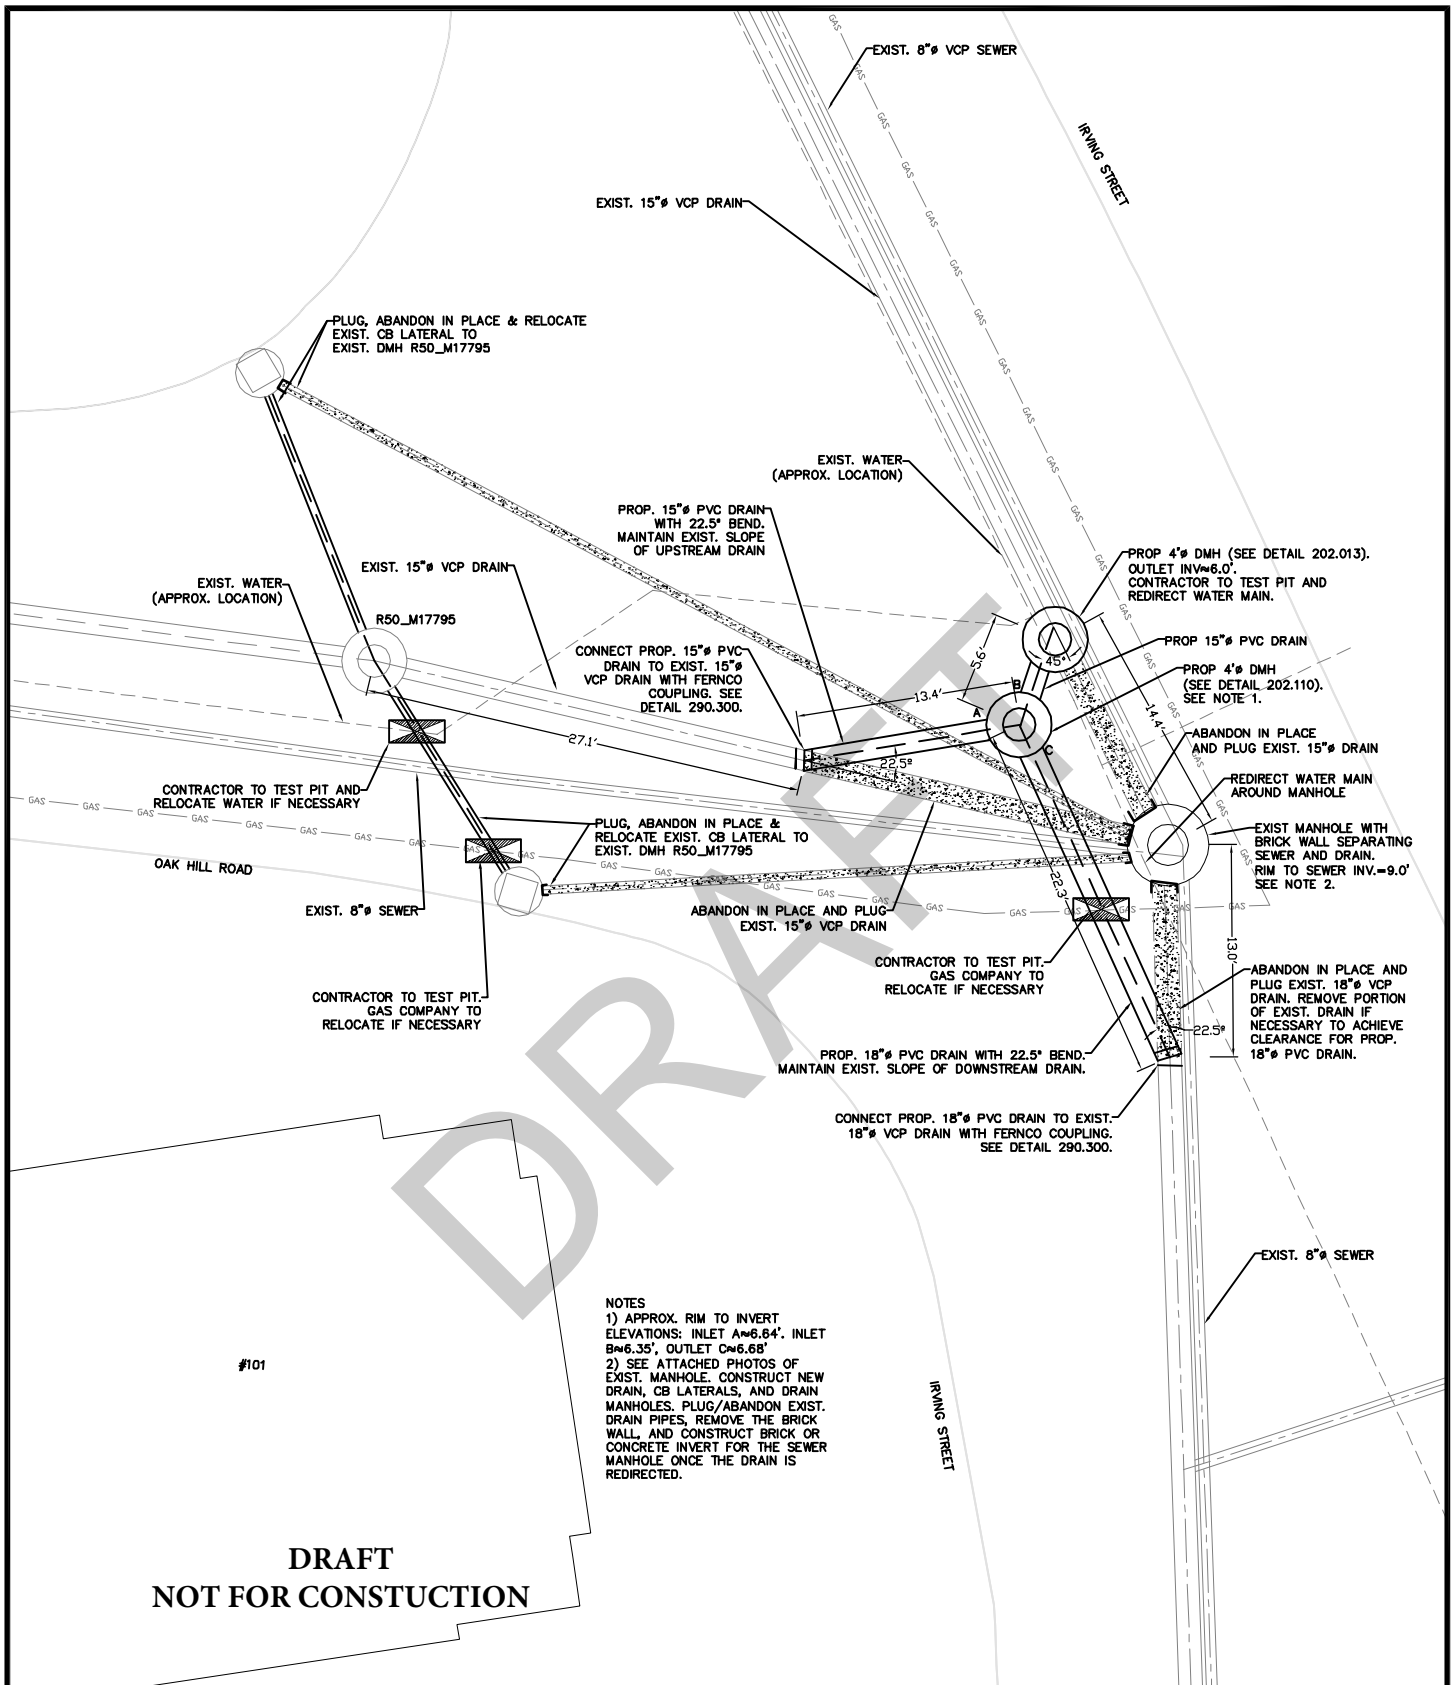 EXIST. 8"ø VCP SEWER
IRVING STREET
EXIST. 15"ø VCP DRAIN
PLUG, ABANDON IN PLACE & RELOCATE
EXIST. CB LATERAL TO
EXIST. DMH R50_M17795
EXIST. WATER
(APPROX. LOCATION)
PROP. 15"ø PVC DRAIN
WITH 22.5° BEND.
MAINTAIN EXIST. SLOPE
OF UPSTREAM DRAIN
PROP 4'ø DMH (SEE DETAIL 202.013).
OUTLET INV≈6.0'.
CONTRACTOR TO TEST PIT AND
REDIRECT WATER MAIN.
EXIST. 15"ø VCP DRAIN
EXIST. WATER
(APPROX. LOCATION)
R50_M17795
CONNECT PROP. 15"ø PVC
DRAIN TO EXIST. 15"ø
VCP DRAIN WITH FERNCO
COUPLING. SEE
DETAIL 290.300.
5.6'
45°
PROP 15"ø PVC DRAIN
PROP 4'ø DMH
(SEE DETAIL 202.110).
SEE NOTE 1.
13.4'
A
B
C
14.4'
27.1'
22.5°
ABANDON IN PLACE
AND PLUG EXIST. 15"ø DRAIN
REDIRECT WATER MAIN
AROUND MANHOLE
CONTRACTOR TO TEST PIT AND
RELOCATE WATER IF NECESSARY
GAS GAS GAS GAS GAS GAS GAS GAS
PLUG, ABANDON IN PLACE &
RELOCATE EXIST. CB LATERAL TO
EXIST. DMH R50_M17795
EXIST MANHOLE WITH
BRICK WALL SEPARATING
SEWER AND DRAIN.
RIM TO SEWER INV.=9.0'
SEE NOTE 2.
OAK HILL ROAD
22.3'
EXIST. 8"ø SEWER
ABANDON IN PLACE AND PLUG
EXIST. 15"ø VCP DRAIN
13.0'
CONTRACTOR TO TEST PIT.
GAS COMPANY TO
RELOCATE IF NECESSARY
CONTRACTOR TO TEST PIT.
GAS COMPANY TO
RELOCATE IF NECESSARY
ABANDON IN PLACE AND
PLUG EXIST. 18"ø VCP
DRAIN. REMOVE PORTION
OF EXIST. DRAIN IF
NECESSARY TO ACHIEVE
CLEARANCE FOR PROP.
18"ø PVC DRAIN.
22.5°
PROP. 18"ø PVC DRAIN WITH 22.5° BEND.
MAINTAIN EXIST. SLOPE OF DOWNSTREAM DRAIN.
CONNECT PROP. 18"ø PVC DRAIN TO EXIST.
18"ø VCP DRAIN WITH FERNCO COUPLING.
SEE DETAIL 290.300.
DRAFT
EXIST. 8"ø SEWER
NOTES
1) APPROX. RIM TO INVERT
ELEVATIONS: INLET A≈6.64'. INLET
B≈6.35', OUTLET C≈6.68'
2) SEE ATTACHED PHOTOS OF
EXIST. MANHOLE. CONSTRUCT NEW
DRAIN, CB LATERALS, AND DRAIN
MANHOLES. PLUG/ABANDON EXIST.
DRAIN PIPES, REMOVE THE BRICK
WALL, AND CONSTRUCT BRICK OR
CONCRETE INVERT FOR THE SEWER
MANHOLE ONCE THE DRAIN IS
REDIRECTED.
#101
IRVING STREET
DRAFT
NOT FOR CONSTUCTION